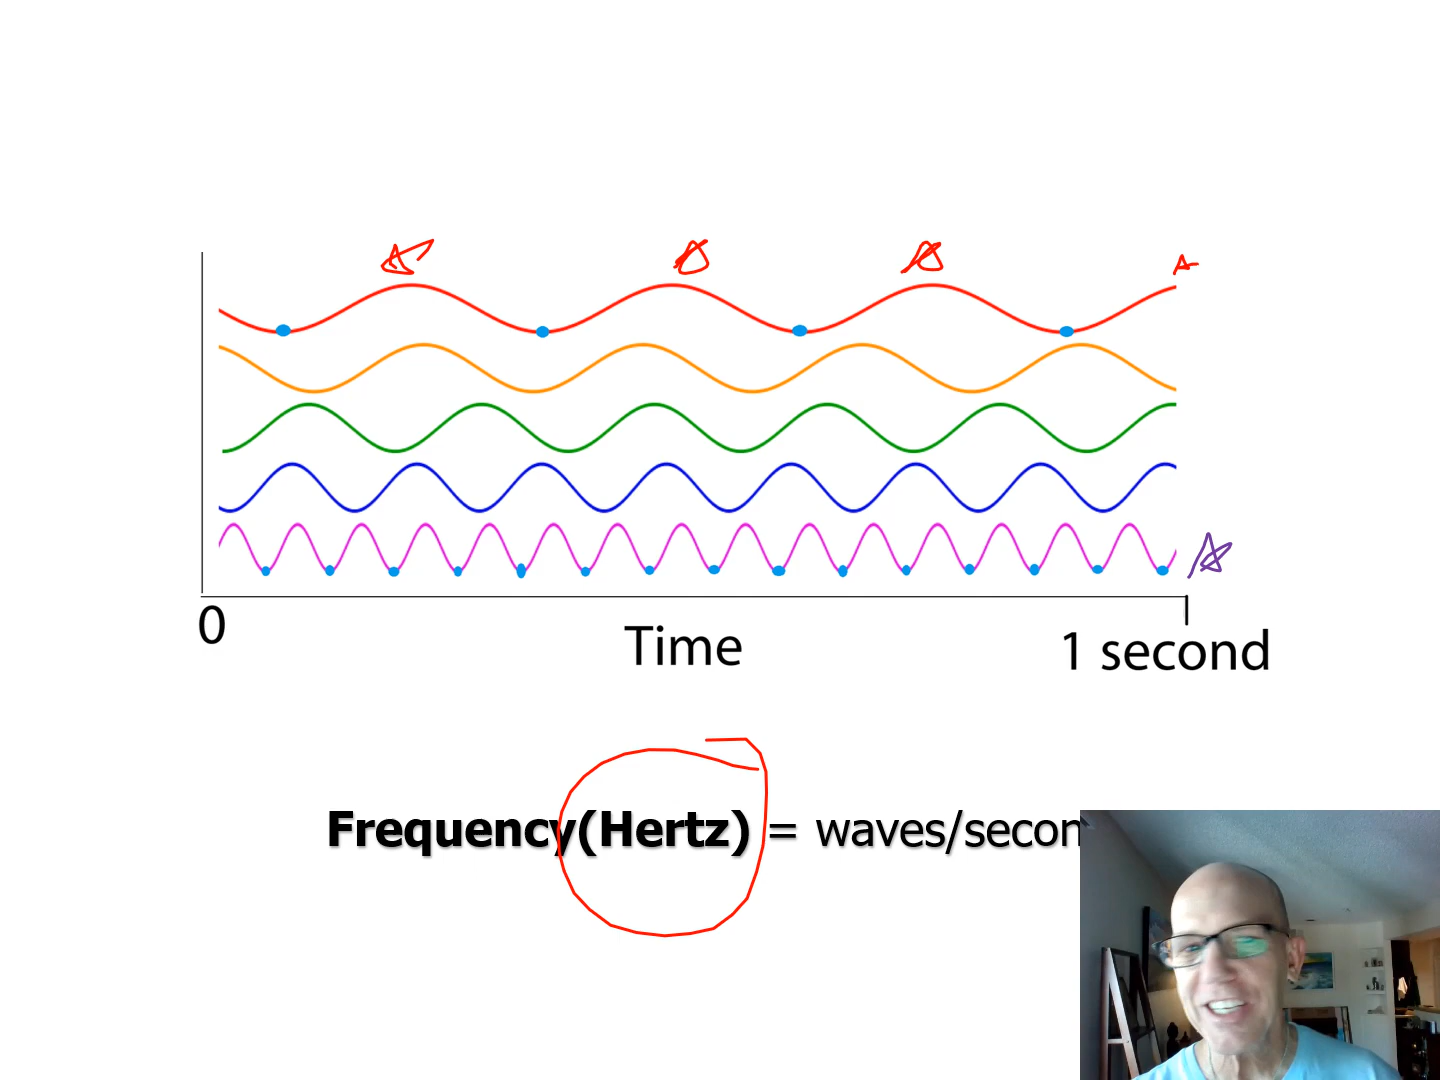 0
Time
1 second
Frequency(Hertz) = waves/secon